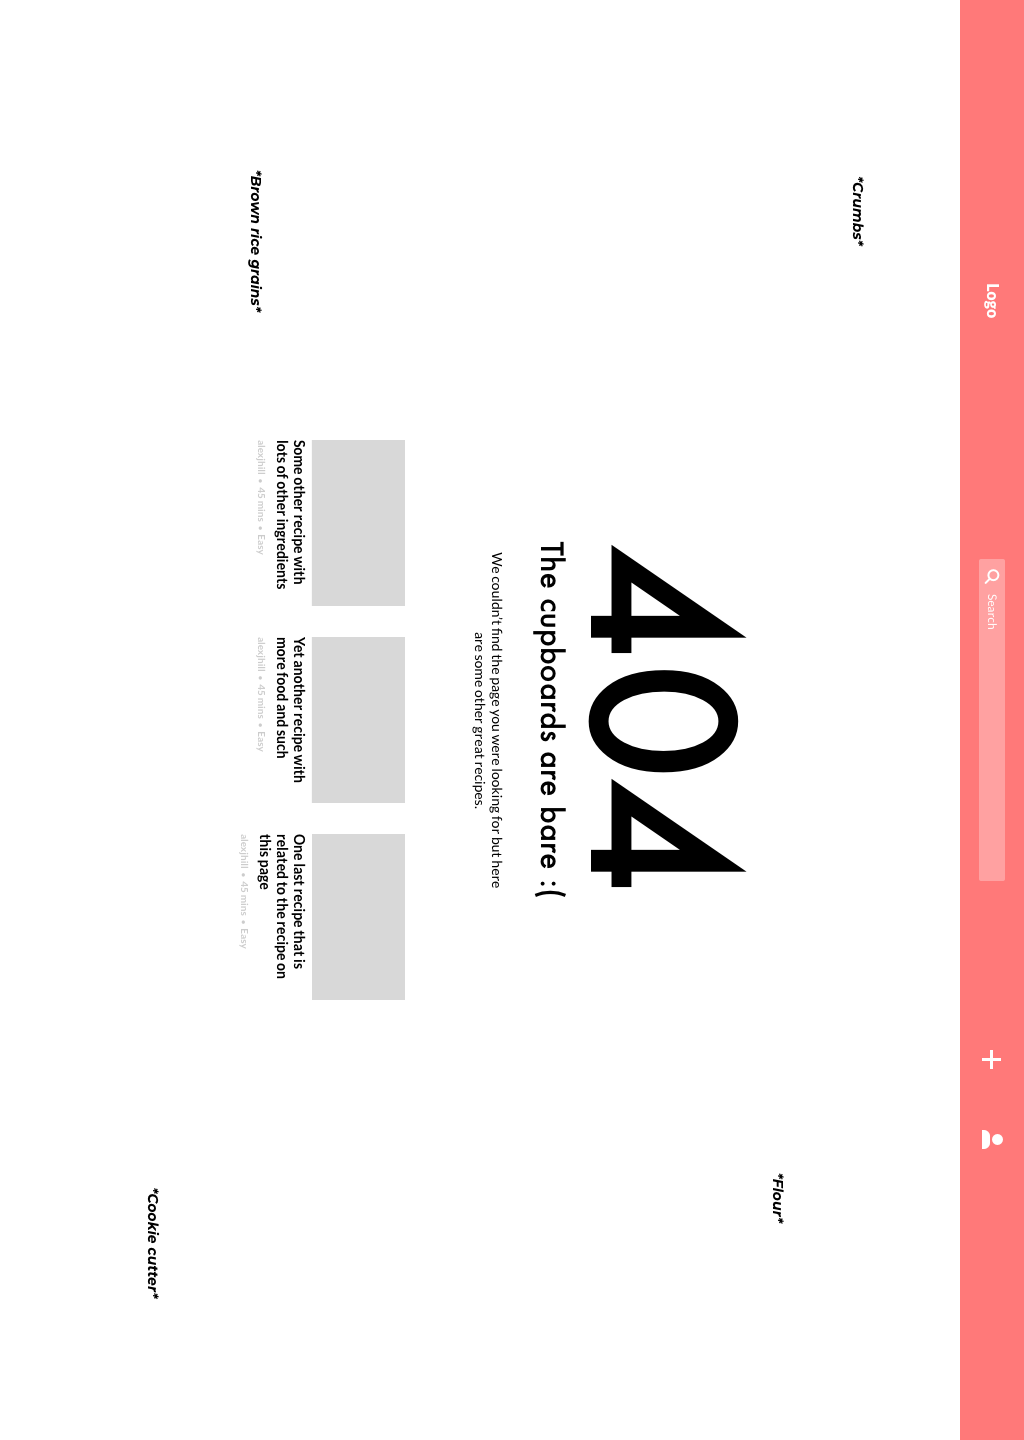 Logo
Search
*Crumbs*
*Flour*
404
The cupboards are bare :(
We couldn't find the page you were looking for but here
are some other great recipes.
Some other recipe with
lots of other ingredients
alexjhill • 45 mins • Easy
Yet another recipe with
more food and such
alexjhill • 45 mins • Easy
One last recipe that is
related to the recipe on
this page
alexjhill • 45 mins • Easy
*Brown rice grains*
*Cookie cutter*